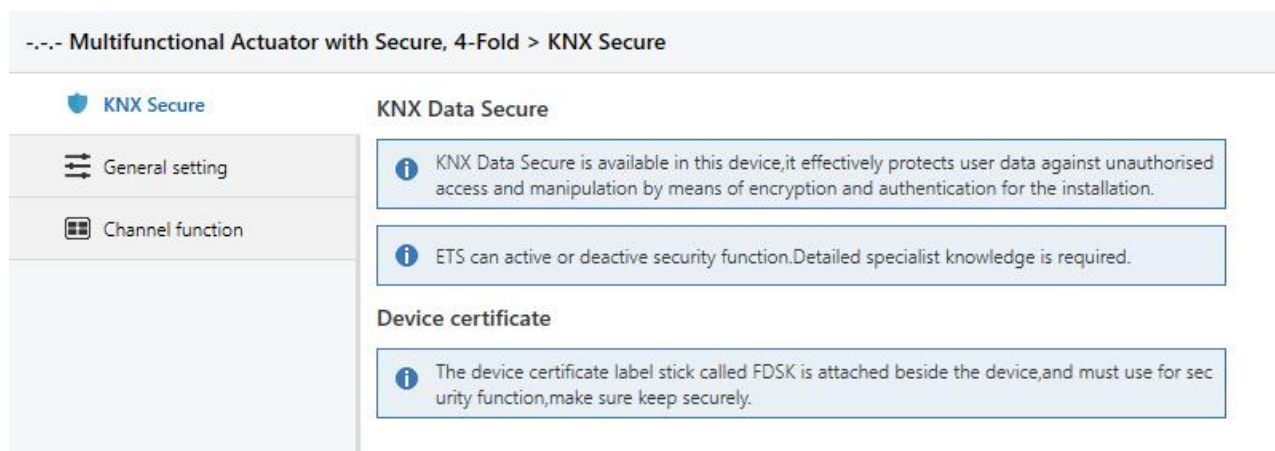 -.-.- Multifunctional Actuator with Secure, 4-Fold > KNX Secure
KNX Secure
General setting
Channel function
KNX Data Secure
KNX Data Secure is available in this device,it effectively protects user data against unauthorised
access and manipulation by means of encryption and authentication for the installation.
ETS can active or deactive security function.Detailed specialist knowledge is required.
Device certificate
The device certificate label stick called FDSK is attached beside the device,and must use for sec
urity function,make sure keep securely.